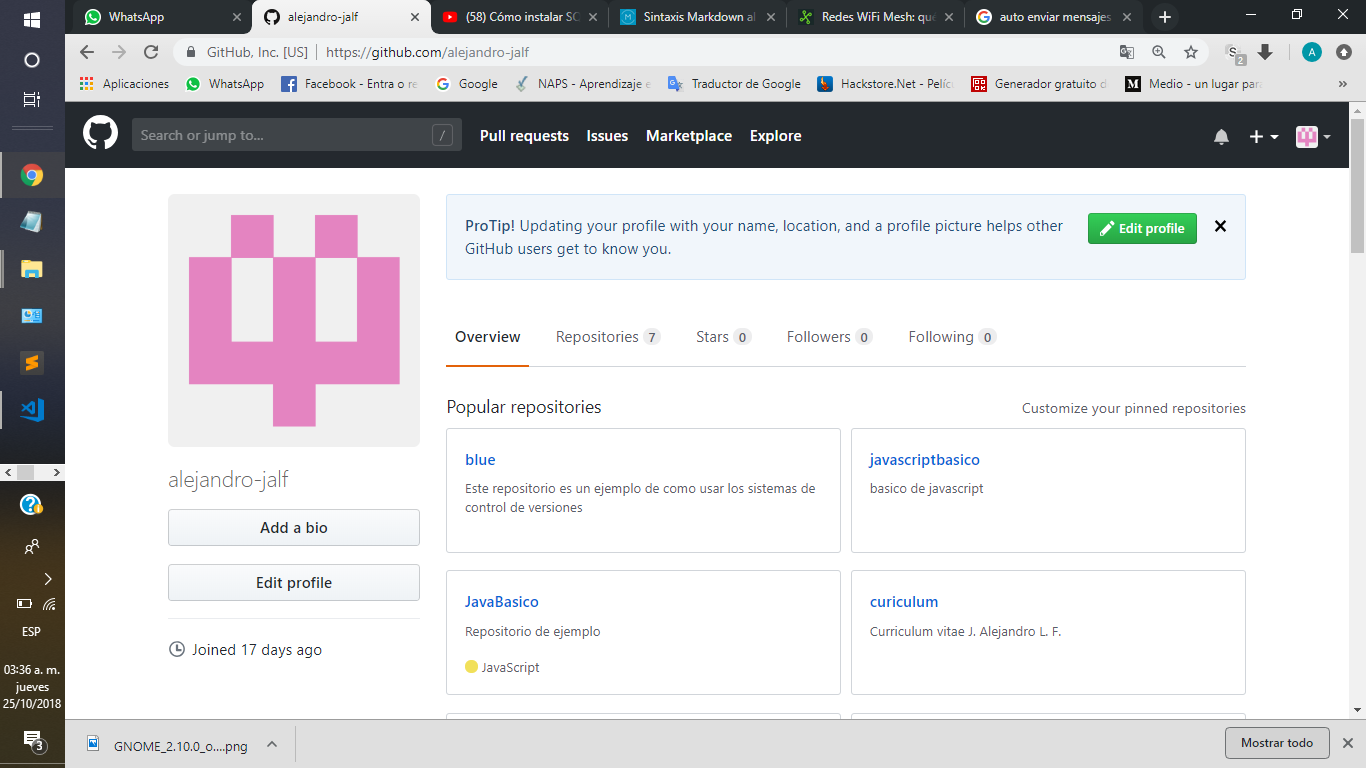 WhatsApp
alejandro-jalf
(58) Cómo instalar SC
Sintaxis Markdown al
Redes WiFi Mesh: qué
auto enviar mensajes
GitHub, Inc. [US] | https://github.com/alejandro-jalf
S 2
A
Aplicaciones
WhatsApp
Facebook - Entra o re
Google
NAPS - Aprendizaje e
Traductor de Google
Hackstore.Net - Pelíc
Generador gratuito d
Medio - un lugar para
»
Search or jump to...
/
Pull requests
Issues
Marketplace
Explore
ProTip! Updating your profile with your name, location, and a profile picture helps other
GitHub users get to know you.
Edit profile
Overview
Repositories 7
Stars 0
Followers 0
Following 0
Popular repositories
Customize your pinned repositories
blue
Este repositorio es un ejemplo de como usar los sistemas de
control de versiones
javascriptbasico
basico de javascript
JavaBasico
Repositorio de ejemplo
JavaScript
curiculum
Curriculum vitae J. Alejandro L. F.
alejandro-jalf
Add a bio
Edit profile
Joined 17 days ago
ESP
03:36 a. m.
jueves
25/10/2018
3
GNOME_2.10.0_o....png
Mostrar todo